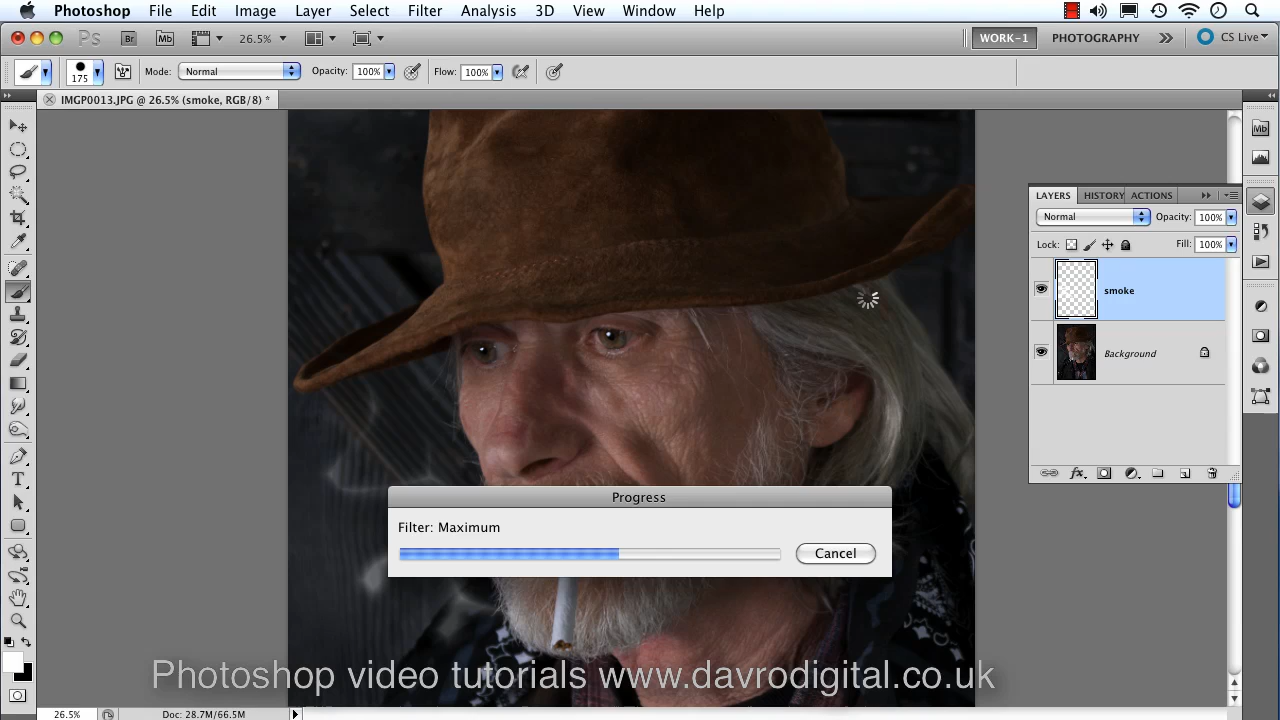 Photoshop File Edit Image Layer Select Filter Analysis 3D View Window Help
Ps Br Mb 26.5% WORK-1 PHOTOGRAPHY CS Live
175 Mode: Normal Opacity: 100% Flow: 100%
IMGP0013.JPG @ 26.5% (smoke, RGB/8) *
Mb
LAYERS HISTORY ACTIONS
Normal Opacity: 100%
Lock: Fill: 100%
smoke
Background
fx
T
Progress
Filter: Maximum
Cancel
Photoshop video tutorials www.davrodigital.co.uk
26.5% Doc: 28.7M/66.5M